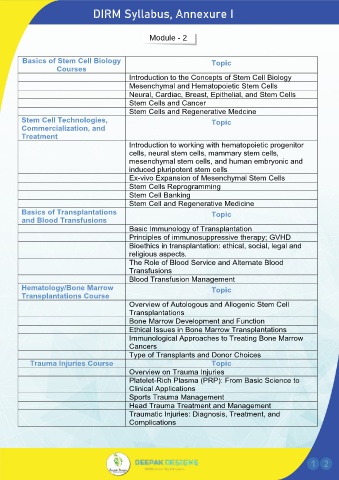 DIRM Syllabus, Annexure I
Module - 2
Basics of Stem Cell Biology
Courses
Topic
Introduction to the Concepts of Stem Cell Biology
Mesenchymal and Hematopoietic Stem Cells
Neural, Cardiac, Breast, Epithelial, and Stem Cells
Stem Cells and Cancer
Stem Cells and Regenerative Medcine
Stem Cell Technologies,
Commercialization, and
Treatment
Topic
Introduction to working with hematopoietic progenitor
cells, neural stem cells, mammary stem cells,
mesenchymal stem cells, and human embryonic and
induced pluripotent stem cells
Ex-vivo Expansion of Mesenchymal Stem Cells
Stem Cells Reprogramming
Stem Cell Banking
Stem Cell and Regenerative Medicine
Basics of Transplantations
and Blood Transfusions
Topic
Basic Immunology of Transplantation
Principles of immunosuppressive therapy; GVHD
Bioethics in transplantation: ethical, social, legal and
religious aspects.
The Role of Blood Service and Alternate Blood
Transfusions
Blood Transfusion Management
Hematology/Bone Marrow
Transplantations Course
Topic
Overview of Autologous and Allogenic Stem Cell
Transplantations
Bone Marrow Development and Function
Ethical Issues in Bone Marrow Transplantations
Immunological Approaches to Treating Bone Marrow
Cancers
Type of Transplants and Donor Choices
Trauma Injuries Course
Topic
Overview on Trauma Injuries
Platelet-Rich Plasma (PRP): From Basic Science to
Clinical Applications
Sports Trauma Management
Head Trauma Treatment and Management
Traumatic Injuries: Diagnosis, Treatment, and
Complications
DEEPAK DESIGNS
1 2